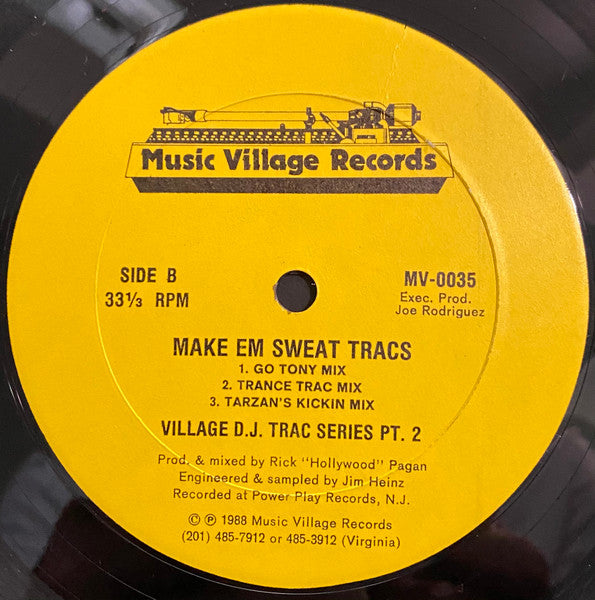 Music Village Records
SIDE B
33⅓ RPM
MV-0035
Exec. Prod.
Joe Rodriguez
MAKE EM SWEAT TRACS
1. GO TONY MIX
2. TRANCE TRAC MIX
3. TARZAN'S KICKIN MIX
VILLAGE D.J. TRAC SERIES PT. 2
Prod. & mixed by Rick "Hollywood" Pagan
Engineered & sampled by Jim Heinz
Recorded at Power Play Records, N.J.
© ℗ 1988 Music Village Records
(201) 485-7912 or 485-3912 (Virginia)